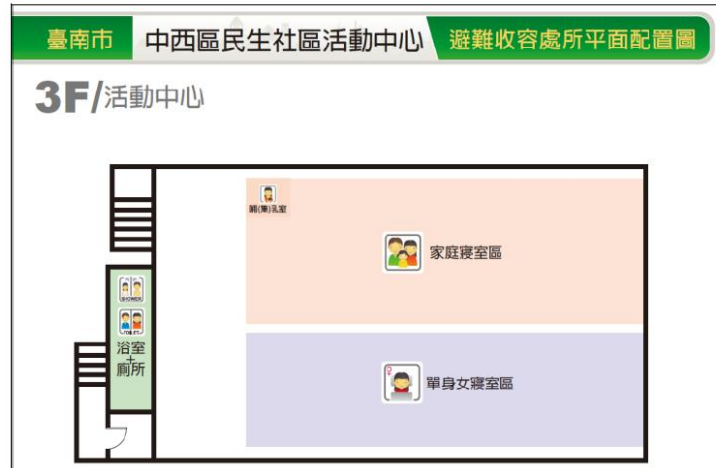 臺南市 中西區民生社區活動中心 避難收容處所平面配置圖
3F/活動中心
哺(集)乳室
家庭寢室區
SHOWER
TOILET
浴室
+
廁所
單身女寢室區